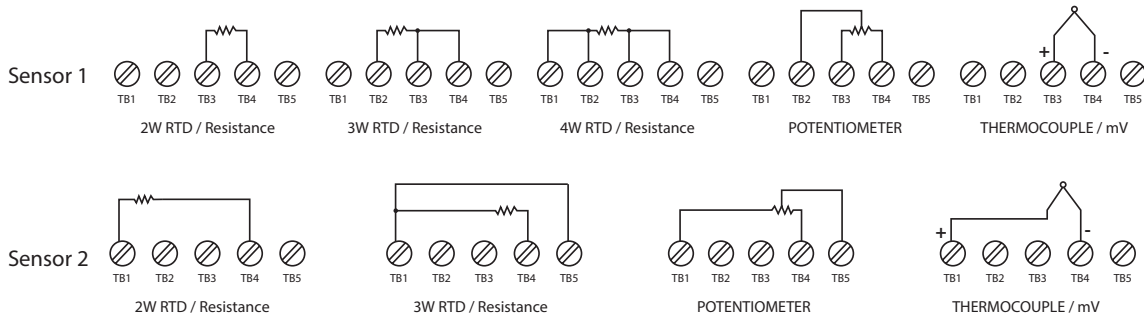 + -
Sensor 1
TB1 TB2 TB3 TB4 TB5 TB1 TB2 TB3 TB4 TB5 TB1 TB2 TB3 TB4 TB5 TB1 TB2 TB3 TB4 TB5 TB1 TB2 TB3 TB4 TB5
2W RTD / Resistance 3W RTD / Resistance 4W RTD / Resistance POTENTIOMETER THERMOCOUPLE / mV
+ -
Sensor 2
TB1 TB2 TB3 TB4 TB5 TB1 TB2 TB3 TB4 TB5 TB1 TB2 TB3 TB4 TB5 TB1 TB2 TB3 TB4 TB5
2W RTD / Resistance 3W RTD / Resistance POTENTIOMETER THERMOCOUPLE / mV